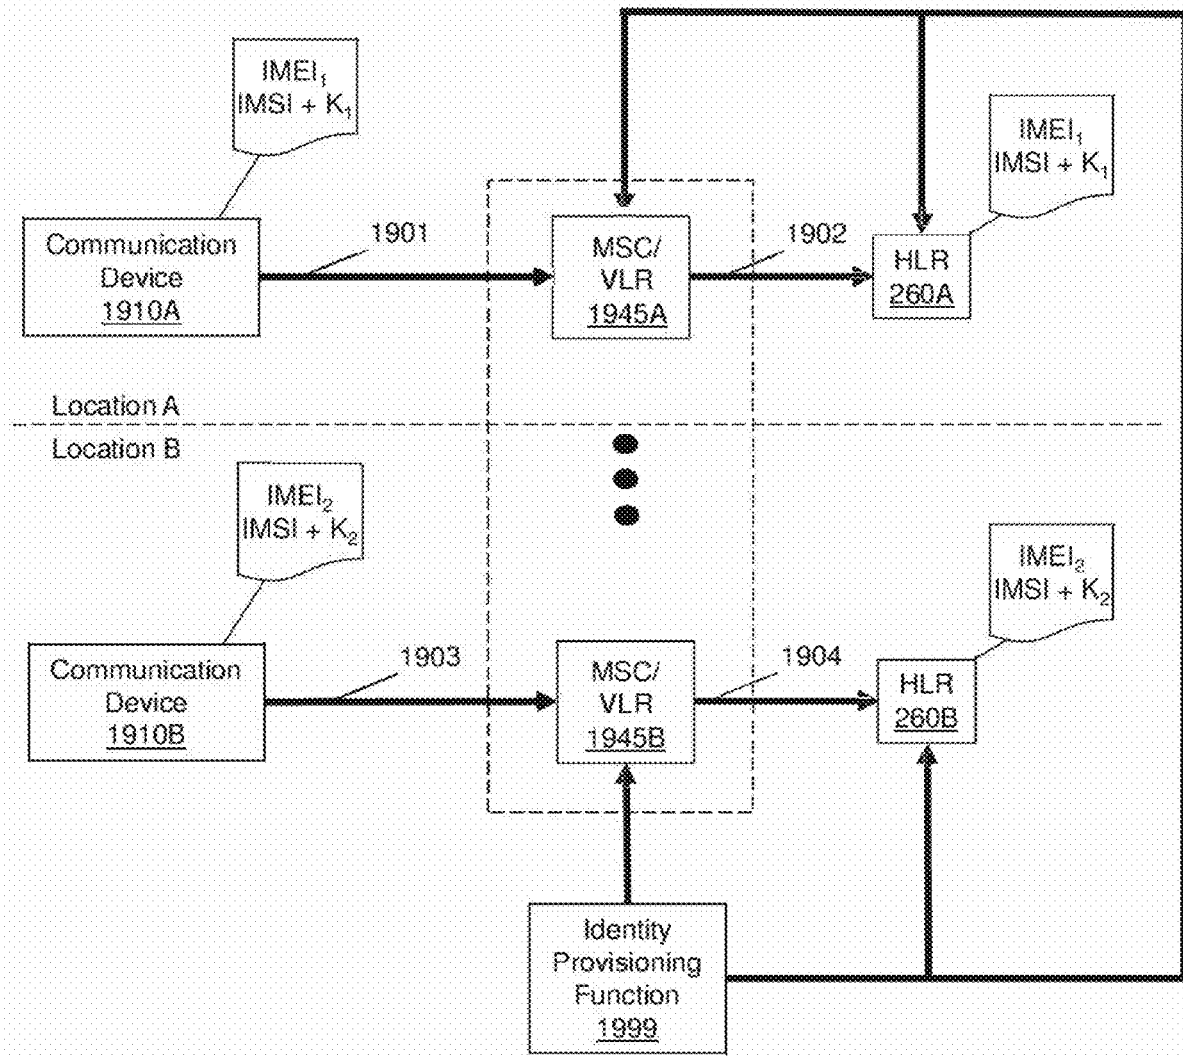 IMEI₁
IMSI + K₁
IMEI₁
IMSI + K₁
Communication
Device
1910A
1901
MSC/
VLR
1945A
1902
HLR
260A
Location A
Location B
IMEI₂
IMSI + K₂
IMEI₂
IMSI + K₂
Communication
Device
1910B
1903
MSC/
VLR
1945B
1904
HLR
260B
Identity
Provisioning
Function
1999